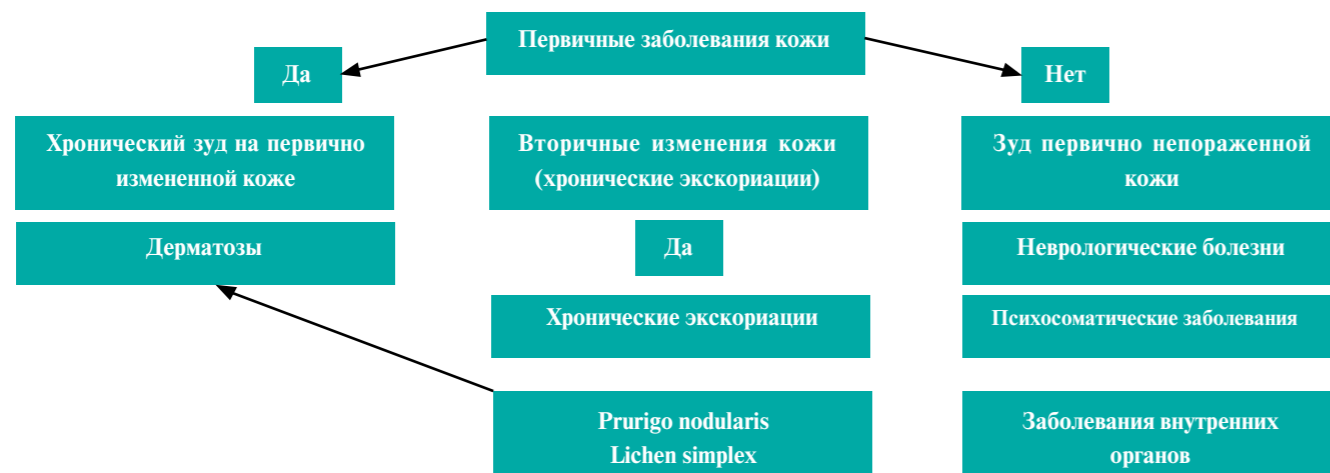 Первичные заболевания кожи
Да
Нет
Хронический зуд на первично
измененной коже
Вторичные изменения кожи
(хронические экскориации)
Зуд первично непораженной
кожи
Дерматозы
Да
Неврологические болезни
Хронические экскориации
Психосоматические заболевания
Prurigo nodularis
Lichen simplex
Заболевания внутренних
органов